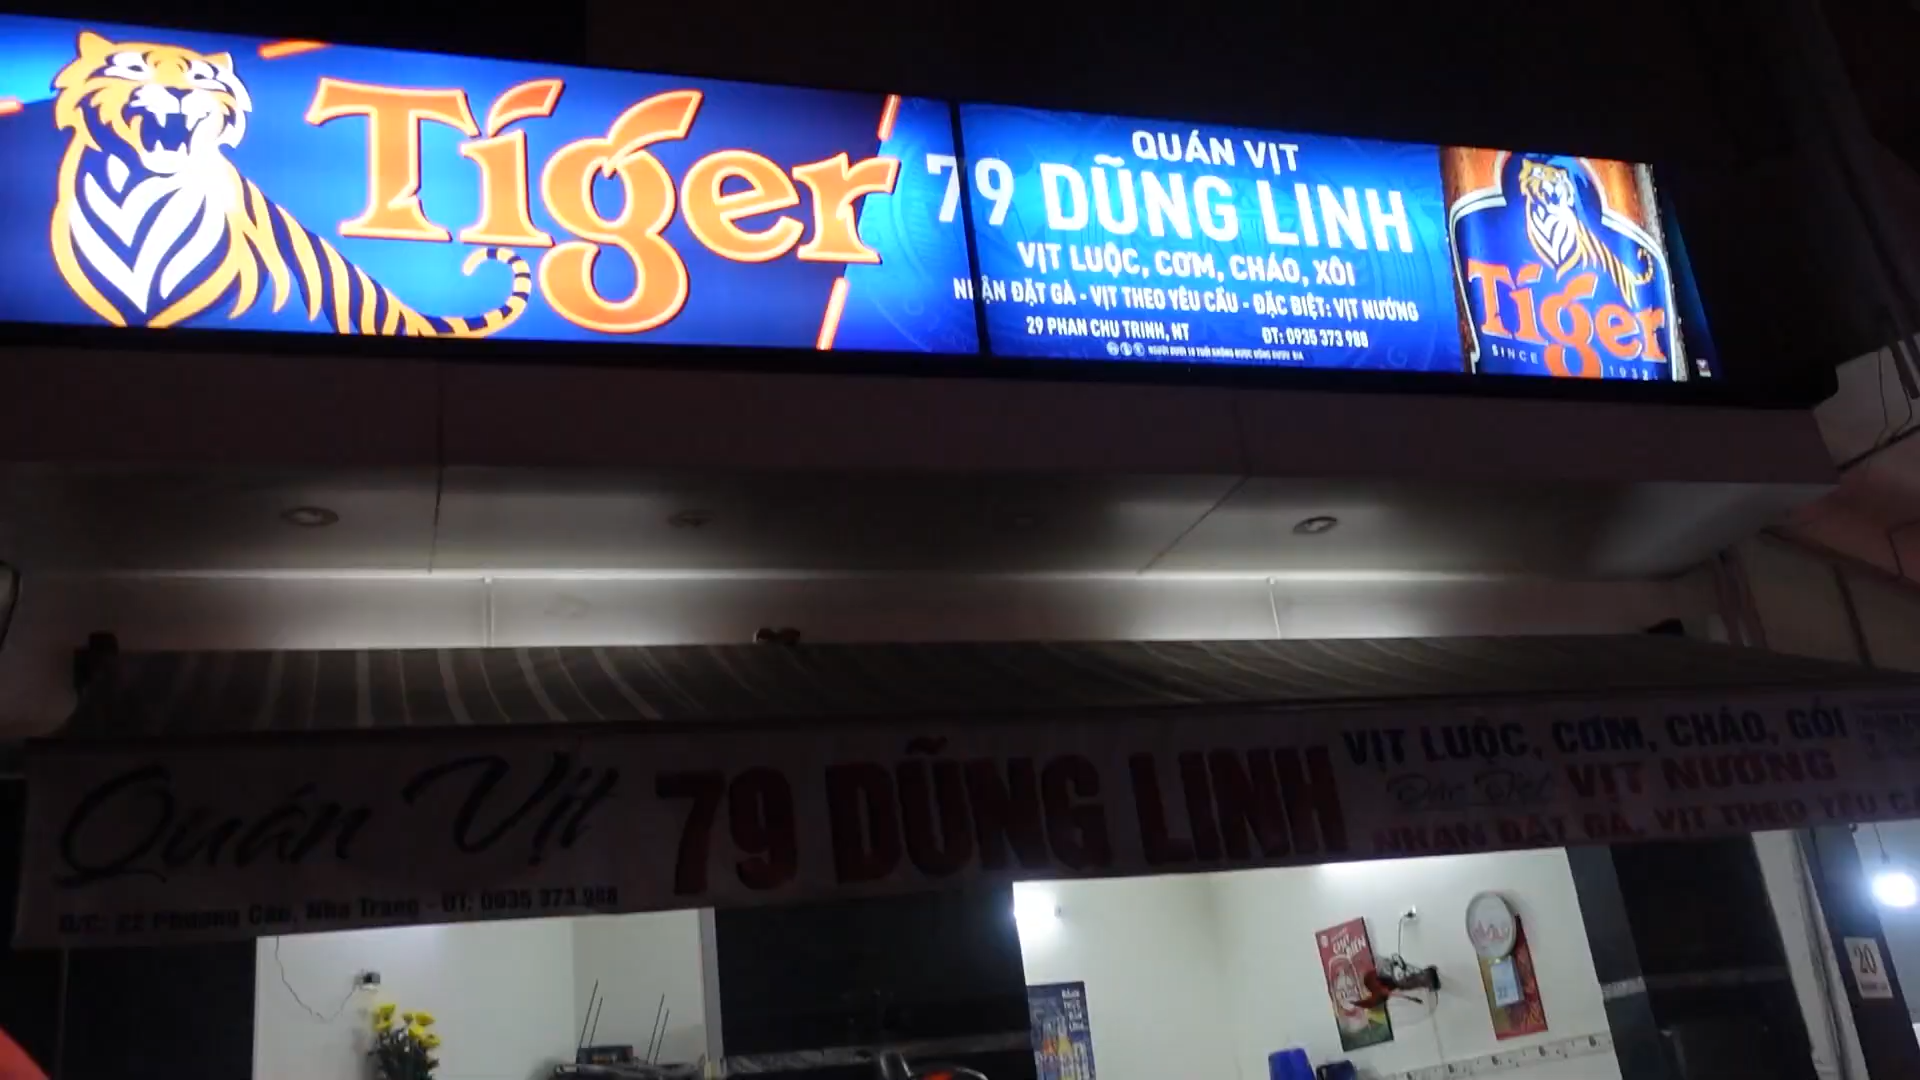 Tiger
QUÁN VỊT
79 DŨNG LINH
VỊT LUỘC, CƠM, CHÁO, XÔI
NHẬN ĐẶT GÀ - VỊT THEO YÊU CẦU - ĐẶC BIỆT: VỊT NƯỚNG
29 PHAN CHU TRINH, NT ĐT: 0935 373 988
NGƯỜI DƯỚI 18 TUỔI KHÔNG ĐƯỢC UỐNG RƯỢU BIA
Tiger
SINCE 1932
Quán Vịt
79 DŨNG LINH
VỊT LUỘC, CƠM, CHÁO, GỎI
Đặc Biệt VỊT NƯỚNG
NHẬN ĐẶT GÀ, VỊT THEO YÊU
Đ/C: 22 Phương Câu, Nha Trang - ĐT: 0935 373 988
20